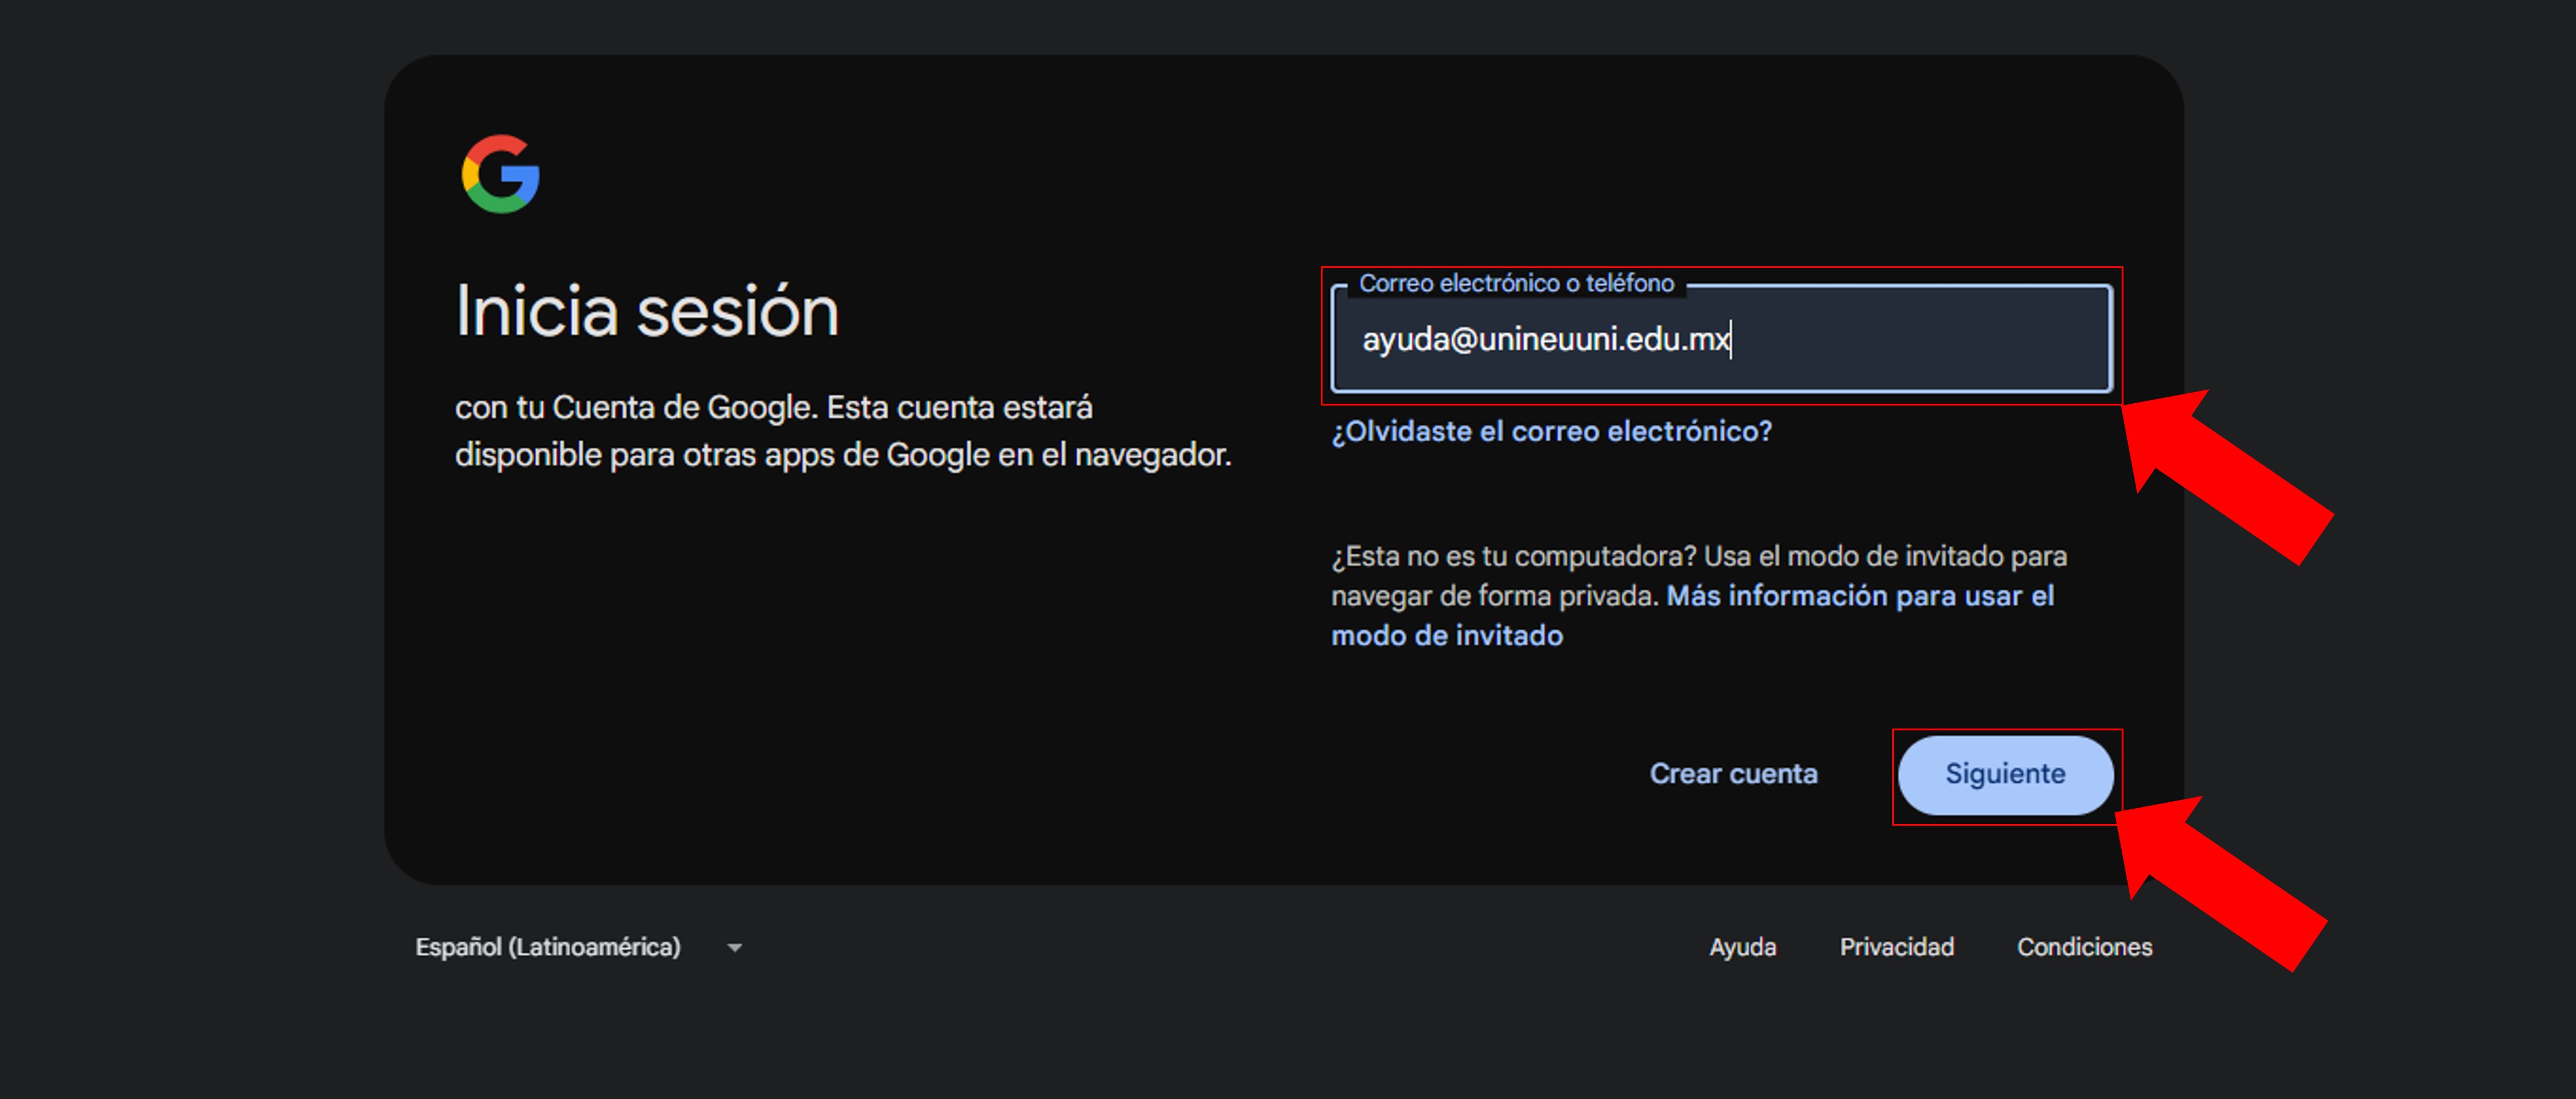 Inicia sesión
con tu Cuenta de Google. Esta cuenta estará
disponible para otras apps de Google en el navegador.
Correo electrónico o teléfono
ayuda@unineuuni.edu.mx
¿Olvidaste el correo electrónico?
¿Esta no es tu computadora? Usa el modo de invitado para
navegar de forma privada. Más información para usar el
modo de invitado
Crear cuenta
Siguiente
Español (Latinoamérica)
Ayuda
Privacidad
Condiciones